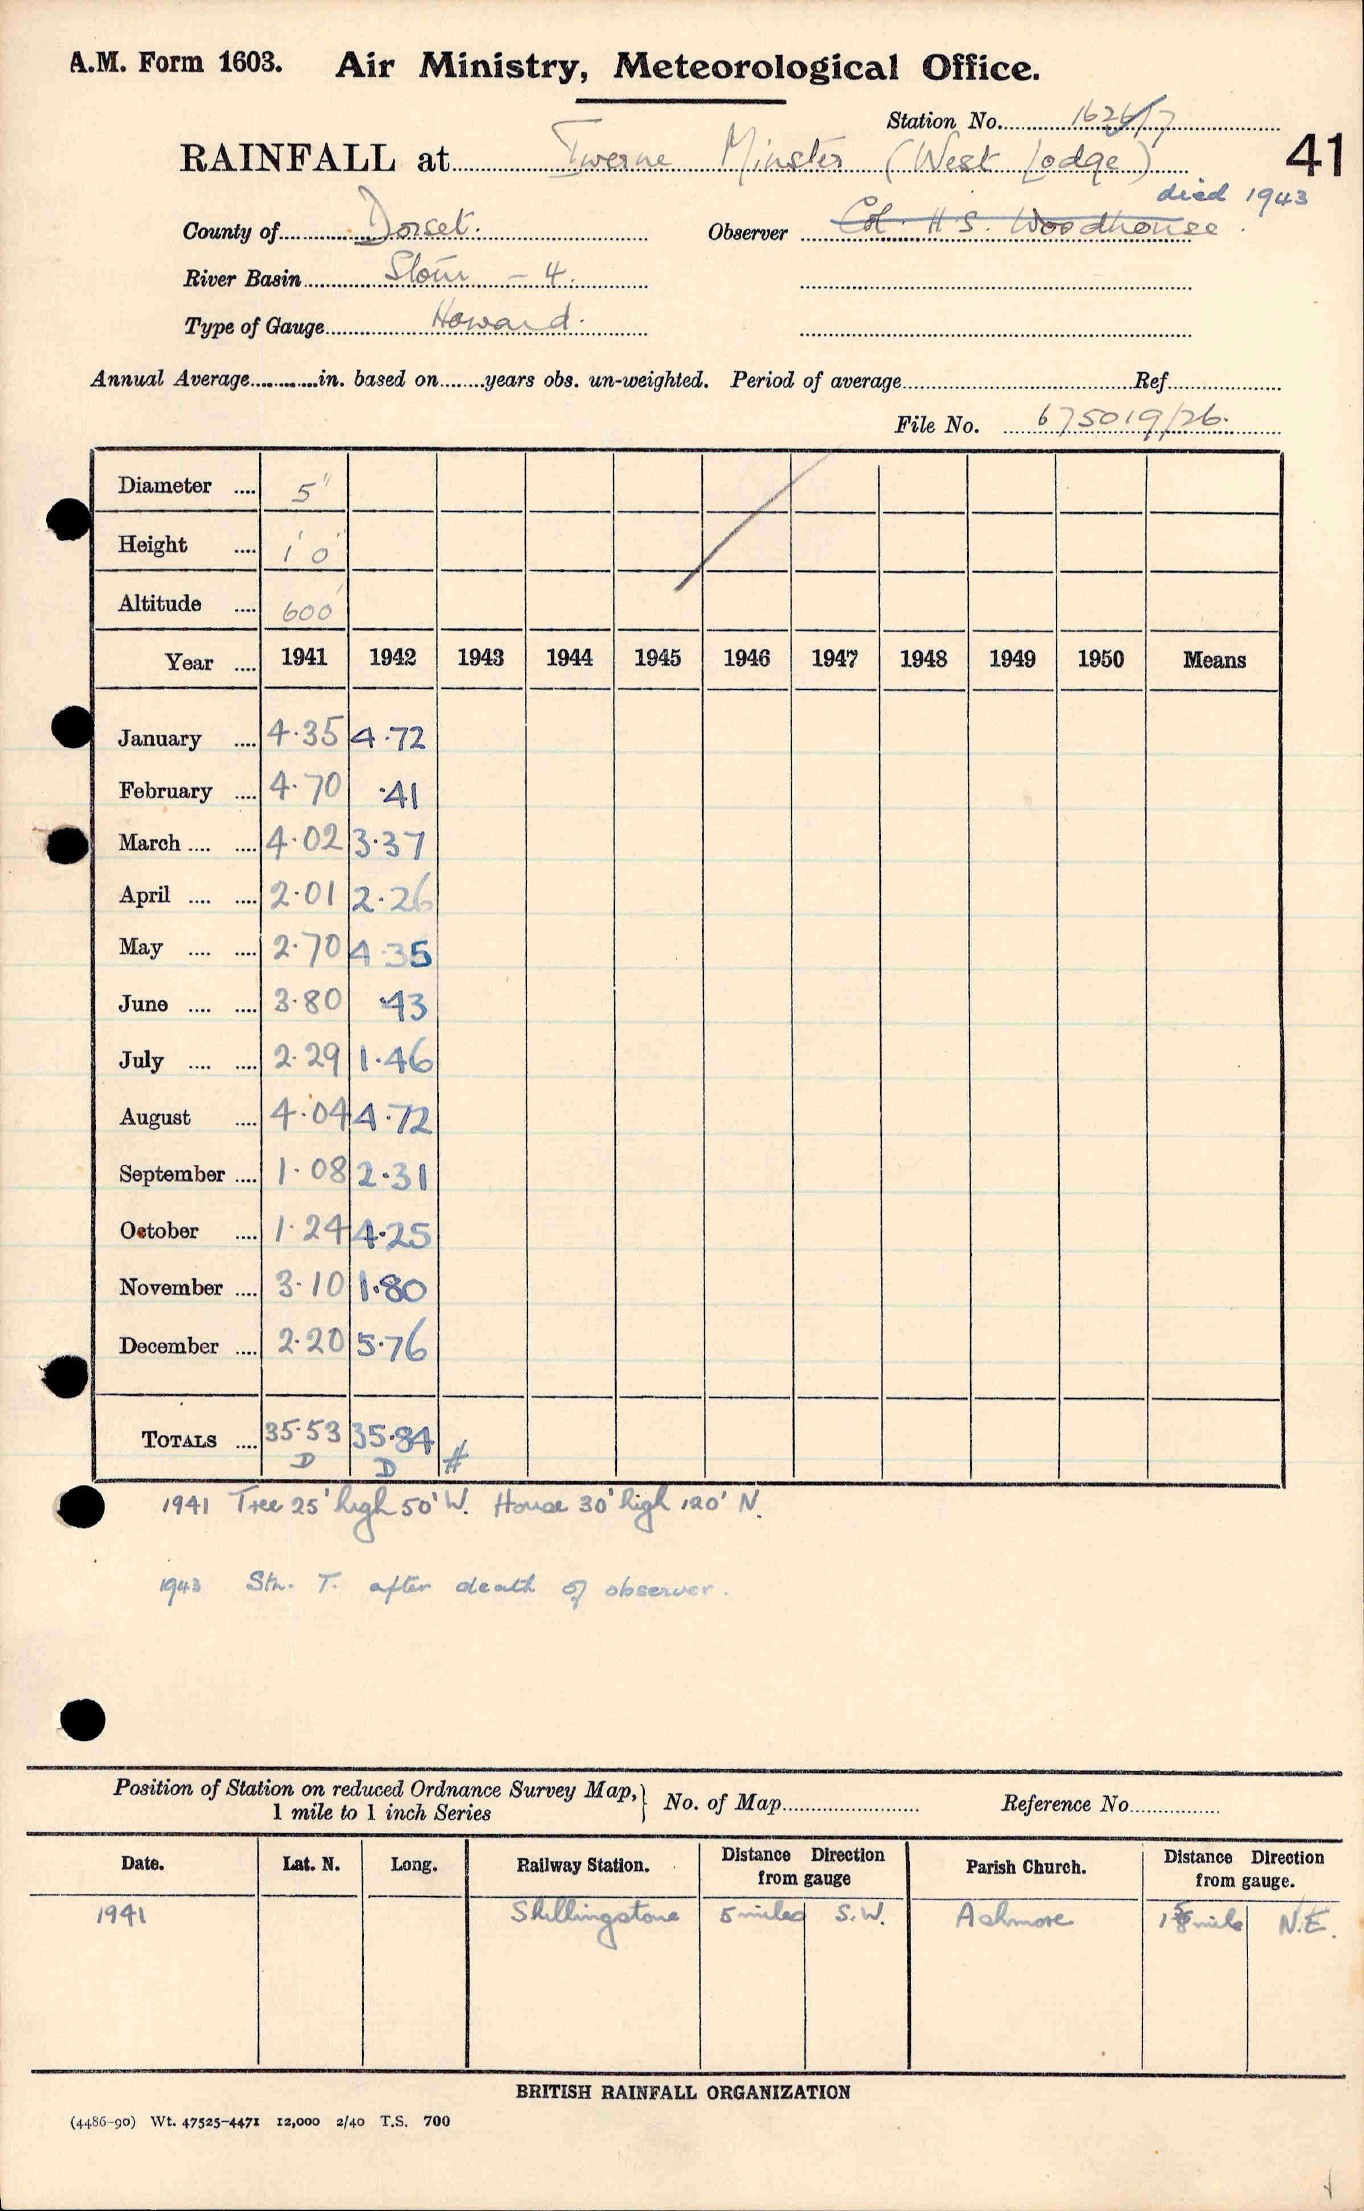 A.M. Form 1603. Air Ministry, Meteorological Office.
Station No. 1626/7
RAINFALL at Iwerne Minster (West Lodge) 41
died 1943
County of Dorset. Observer Col. H S. Woodhouse.
River Basin Stour - 4.
Type of Gauge Howard.
Annual Average............in. based on........years obs. un-weighted. Period of average........ Ref........
File No. 675019/26.
Diameter .... 5"
Height .... 1' 0"
Altitude .... 600'
Year .... 1941 1942 1943 1944 1945 1946 1947 1948 1949 1950 Means
January .... 4.35 4.72
February .... 4.70 .41
March .... .... 4.02 3.37
April .... .... 2.01 2.26
May .... .... 2.70 4.35
June .... .... 3.80 .43
July .... .... 2.29 1.46
August .... 4.04 4.72
September .... 1.08 2.31
October .... 1.24 4.25
November .... 3.10 1.80
December .... 2.20 5.76
TOTALS .... 35.53 35.84
D D #
1941 Tree 25' high 50' W. House 30' high 120' N.
1943 Stn. T. after death of observer.
Position of Station on reduced Ordnance Survey Map, } No. of Map........ Reference No........
1 mile to 1 inch Series
Date. Lat. N. Long. Railway Station. Distance Direction from gauge Parish Church. Distance Direction from gauge.
1941 Shillingstone 5 miles S.W. Ashmore 1 5/8 mile N.E.
BRITISH RAINFALL ORGANIZATION
(4486-90) Wt. 47525-4471 12,000 2/40 T.S. 700